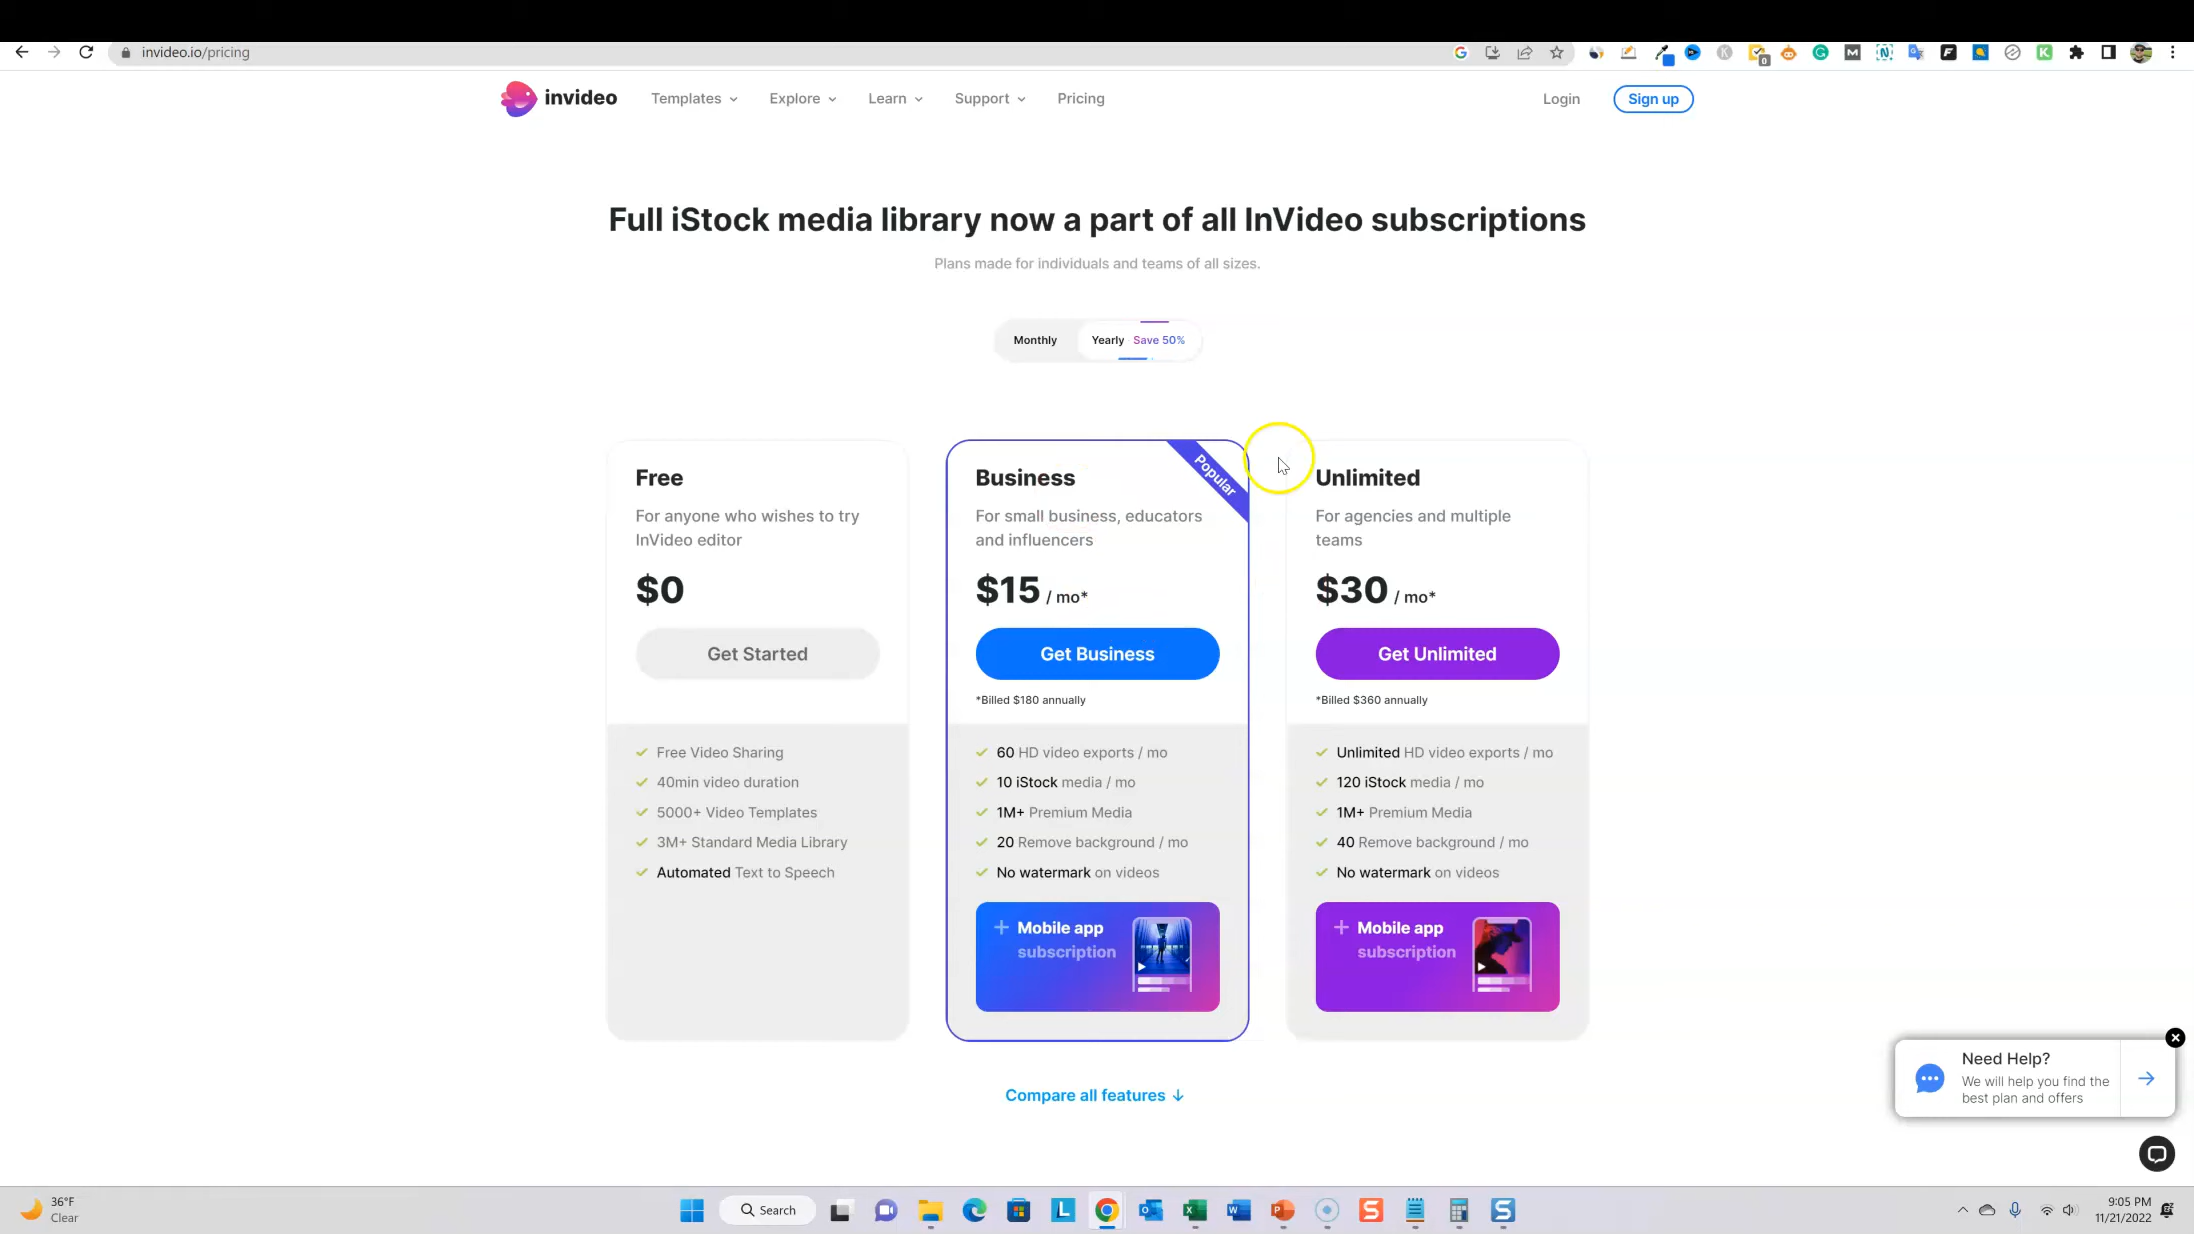 invideo.io/pricing
invideo
Templates
Explore
Learn
Support
Pricing
Login
Sign up
Full iStock media library now a part of all InVideo subscriptions
Plans made for individuals and teams of all sizes.
Monthly
Yearly Save 50%
Free
For anyone who wishes to try
InVideo editor
$0
Get Started
Free Video Sharing
40min video duration
5000+ Video Templates
3M+ Standard Media Library
Automated Text to Speech
Popular
Business
For small business, educators
and influencers
$15 / mo*
Get Business
*Billed $180 annually
60 HD video exports / mo
10 iStock media / mo
1M+ Premium Media
20 Remove background / mo
No watermark on videos
+ Mobile app
subscription
Unlimited
For agencies and multiple
teams
$30 / mo*
Get Unlimited
*Billed $360 annually
Unlimited HD video exports / mo
120 iStock media / mo
1M+ Premium Media
40 Remove background / mo
No watermark on videos
+ Mobile app
subscription
Compare all features ↓
Need Help?
We will help you find the
best plan and offers
36°F
Clear
Search
9:05 PM
11/21/2022